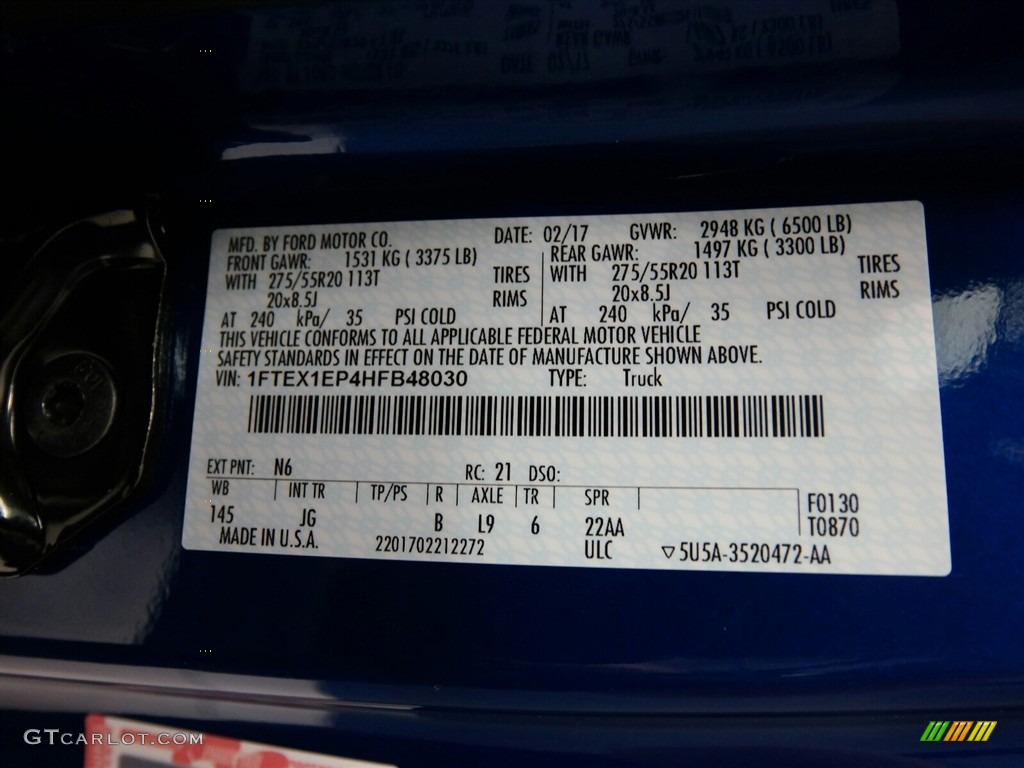 MFD. BY FORD MOTOR CO. DATE: 02/17 GVWR: 2948 KG ( 6500 LB)
FRONT GAWR: 1531 KG ( 3375 LB) REAR GAWR: 1497 KG ( 3300 LB)
WITH 275/55R20 113T TIRES WITH 275/55R20 113T TIRES
20x8.5J RIMS 20x8.5J RIMS
AT 240 kPa/ 35 PSI COLD AT 240 kPa/ 35 PSI COLD
THIS VEHICLE CONFORMS TO ALL APPLICABLE FEDERAL MOTOR VEHICLE
SAFETY STANDARDS IN EFFECT ON THE DATE OF MANUFACTURE SHOWN ABOVE.
VIN: 1FTEX1EP4HFB48030 TYPE: Truck
EXT PNT: N6 RC: 21 DSO:
WB INT TR TP/PS R AXLE TR SPR F0130
145 JG B L9 6 22AA T0870
MADE IN U.S.A. 2201702212272 ULC ▽5U5A-3520472-AA
GTCARLOT.COM